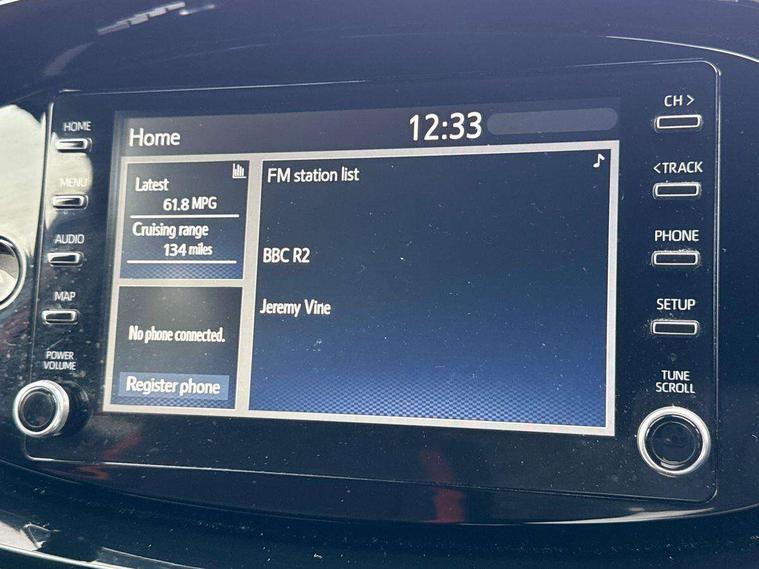 HOME
MENU
AUDIO
MAP
POWER
VOLUME
Home
12:33
Latest
61.8 MPG
Cruising range
134 miles
No phone connected.
Register phone
FM station list
BBC R2
Jeremy Vine
CH >
< TRACK
PHONE
SETUP
TUNE
SCROLL